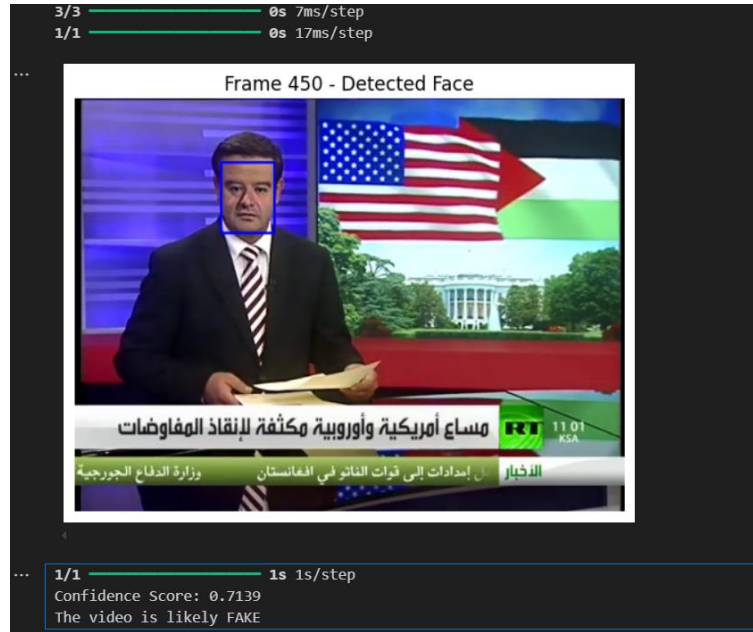 3/3 ━━━━━━━━━━━━━━━━━━━━ 0s 7ms/step
1/1 ━━━━━━━━━━━━━━━━━━━━ 0s 17ms/step
...
Frame 450 - Detected Face
مساع أمريكية وأوروبية مكثفة لإنقاذ المفاوضات
RT
11 01
KSA
الأخبار
إمدادات إلى قوات الناتو في افغانستان
وزارة الدفاع الجورجية
... 1/1 ━━━━━━━━━━━━━━━━━━━━ 1s 1s/step
Confidence Score: 0.7139
The video is likely FAKE